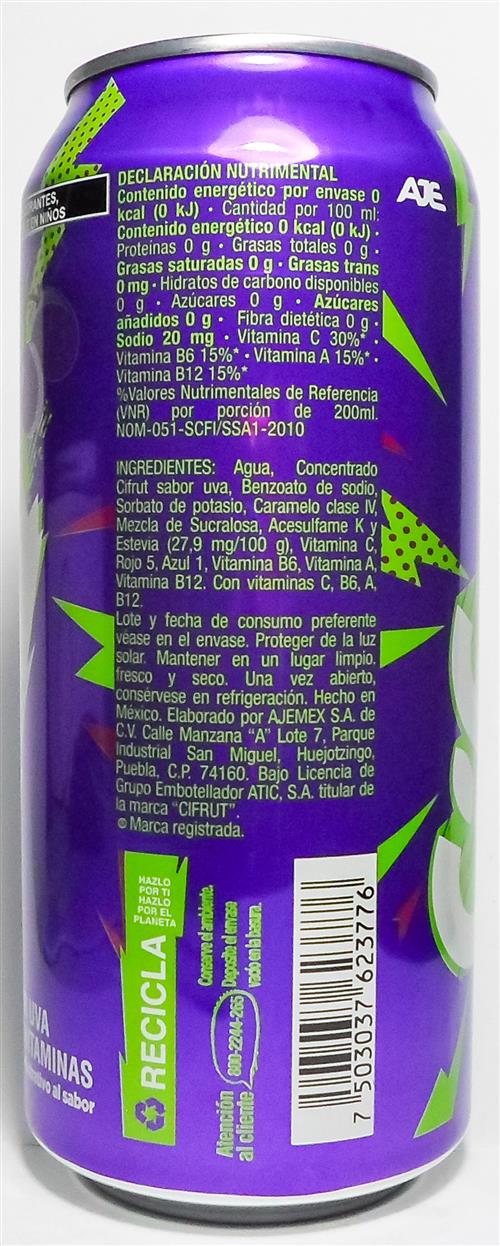 RANTES,
EN NIÑOS
AJE
DECLARACIÓN NUTRIMENTAL
Contenido energético por envase 0
kcal (0 kJ) · Cantidad por 100 ml:
Contenido energético 0 kcal (0 kJ) ·
Proteínas 0 g · Grasas totales 0 g ·
Grasas saturadas 0 g · Grasas trans
0 mg · Hidratos de carbono disponibles
0 g · Azúcares 0 g · Azúcares
añadidos 0 g · Fibra dietética 0 g ·
Sodio 20 mg · Vitamina C 30%* ·
Vitamina B6 15%* · Vitamina A 15%* ·
Vitamina B12 15%*
%Valores Nutrimentales de Referencia
(VNR) por porción de 200ml.
NOM-051-SCFI/SSA1-2010
INGREDIENTES: Agua, Concentrado
Cifrut sabor uva, Benzoato de sodio,
Sorbato de potasio, Caramelo clase IV,
Mezcla de Sucralosa, Acesulfame K y
Estevia (27,9 mg/100 g), Vitamina C,
Rojo 5, Azul 1, Vitamina B6, Vitamina A,
Vitamina B12. Con vitaminas C, B6, A,
B12.
Lote y fecha de consumo preferente
véase en el envase. Proteger de la luz
solar. Mantener en un lugar limpio.
fresco y seco. Una vez abierto,
consérvese en refrigeración. Hecho en
México. Elaborado por AJEMEX S.A. de
C.V. Calle Manzana "A" Lote 7, Parque
Industrial San Miguel, Huejotzingo,
Puebla, C.P. 74160. Bajo Licencia de
Grupo Embotellador ATIC, S.A. titular de
la marca "CIFRUT".
® Marca registrada.
HAZLO
POR TI
HAZLO
POR EL
PLANETA
RECICLA
Conserve el ambiente.
Deposite el envase
vacío en la basura.
Atención
al cliente
800-2244-265
7 503037 623776
UVA
ITAMINAS
al sabor